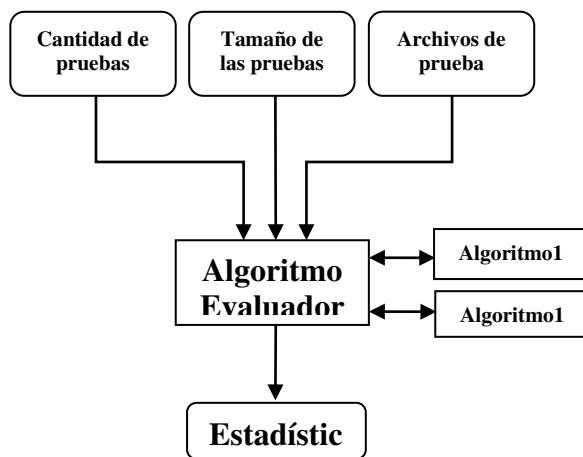 Cantidad de
pruebas
Tamaño de
las pruebas
Archivos de
prueba
Algoritmo
Evaluador
Algoritmo1
Algoritmo1
Estadístic